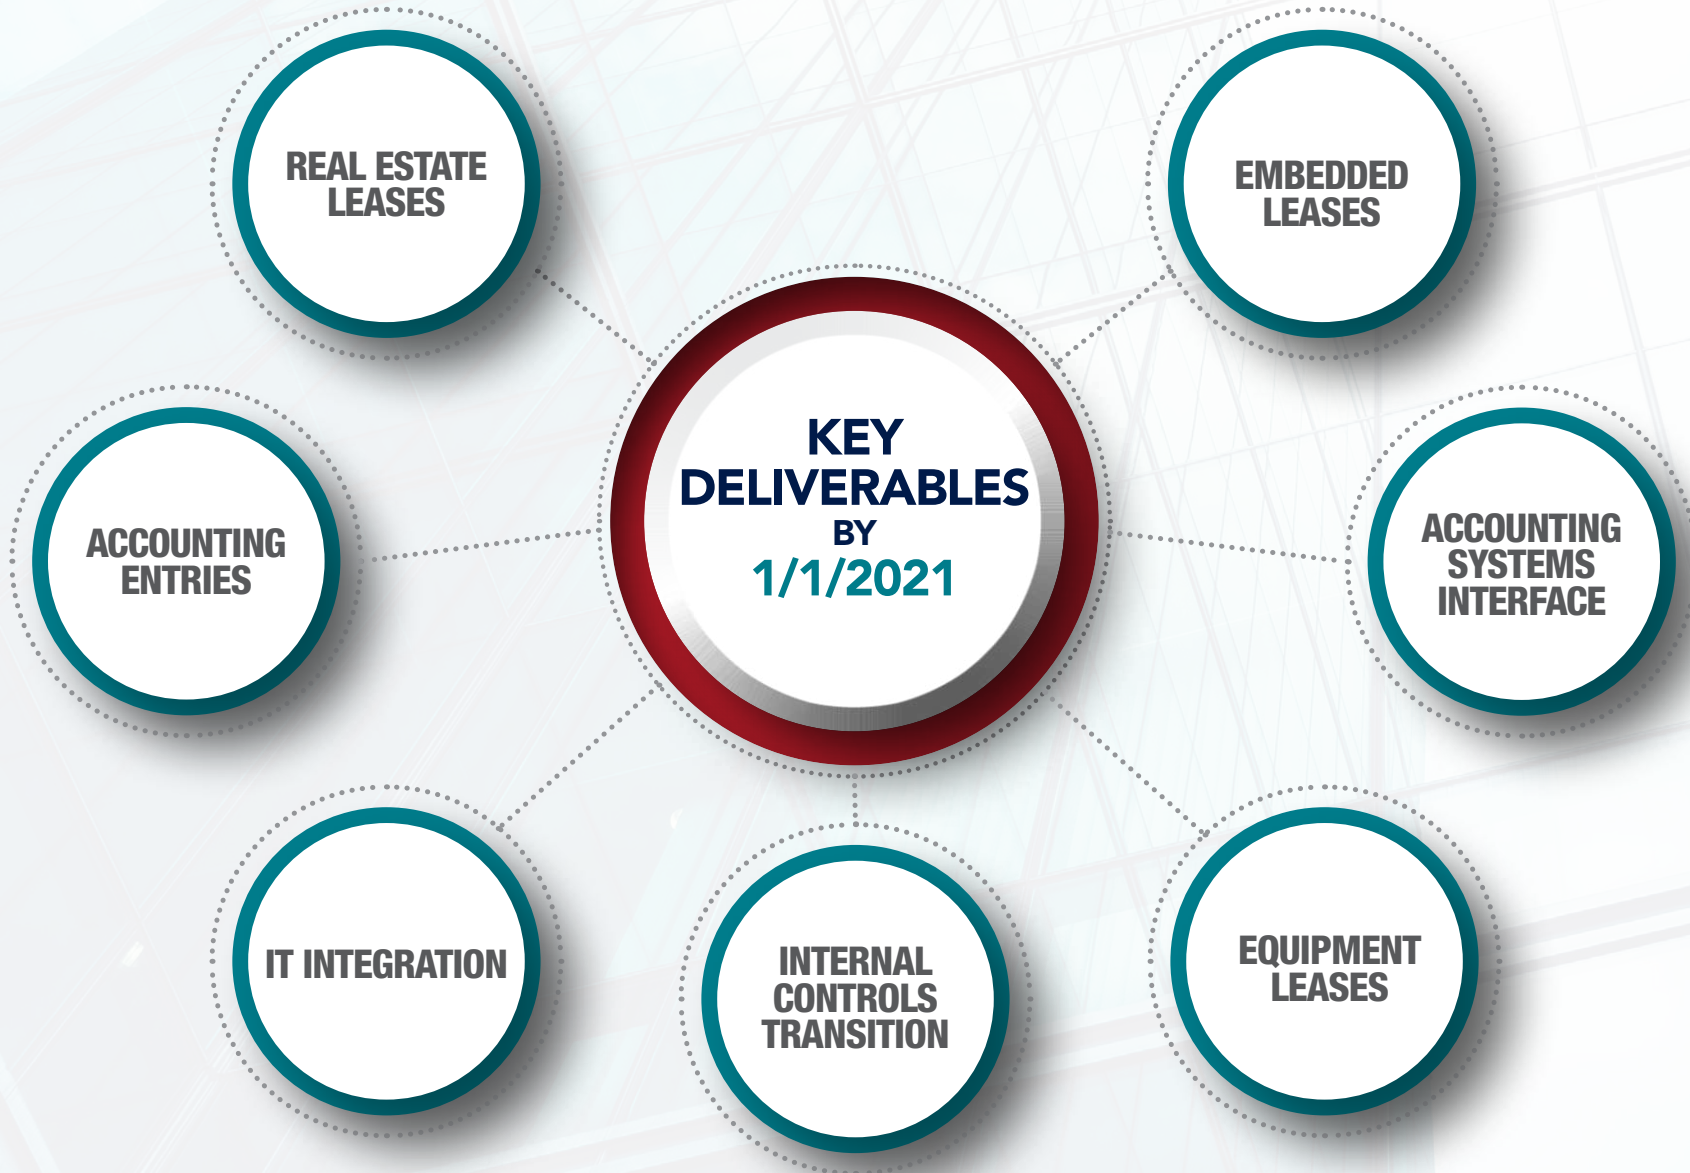 REAL ESTATE
LEASES
EMBEDDED
LEASES
KEY
DELIVERABLES
BY
1/1/2021
ACCOUNTING
ENTRIES
ACCOUNTING
SYSTEMS
INTERFACE
IT INTEGRATION
INTERNAL
CONTROLS
TRANSITION
EQUIPMENT
LEASES